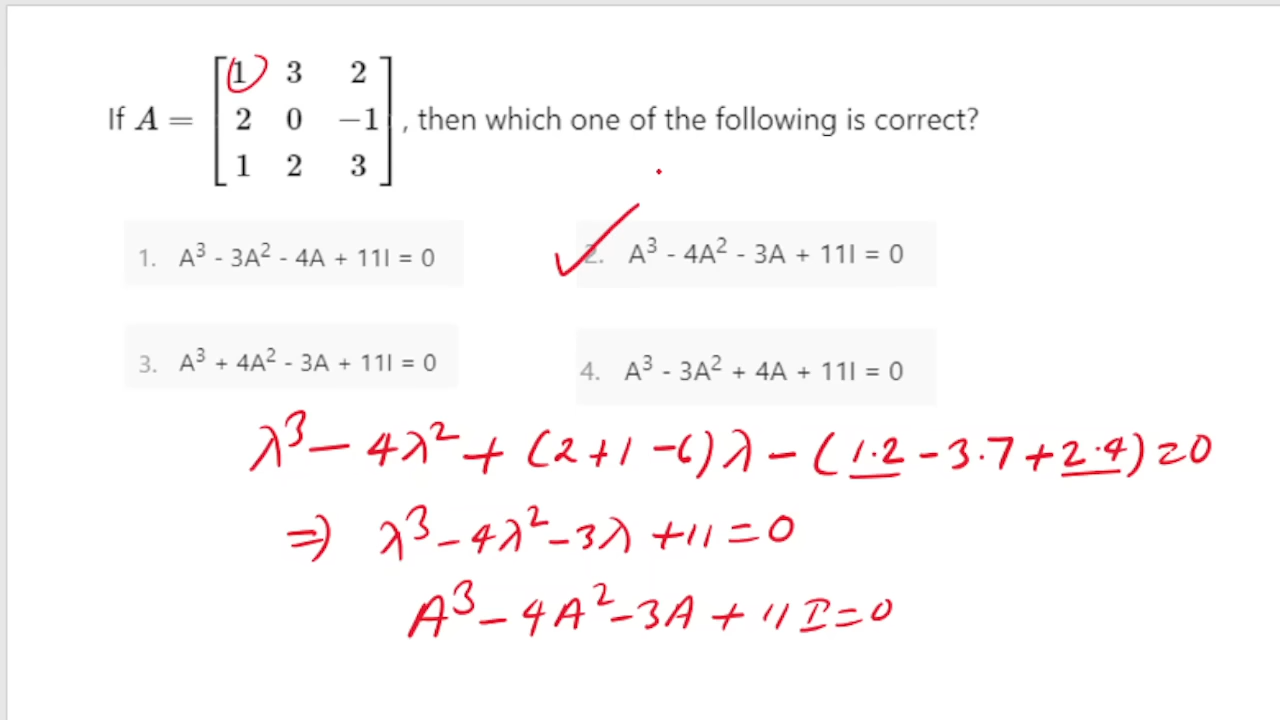 If A = [1 3 2
2 0 −1
1 2 3], then which one of the following is correct?
1. A³ - 3A² - 4A + 11I = 0
2. A³ - 4A² - 3A + 11I = 0
3. A³ + 4A² - 3A + 11I = 0
4. A³ - 3A² + 4A + 11I = 0
λ³ − 4λ² + (2+1−6)λ − (1·2 − 3·7 + 2·4) = 0
⇒ λ³ − 4λ² − 3λ + 11 = 0
A³ − 4A² − 3A + 11I = 0